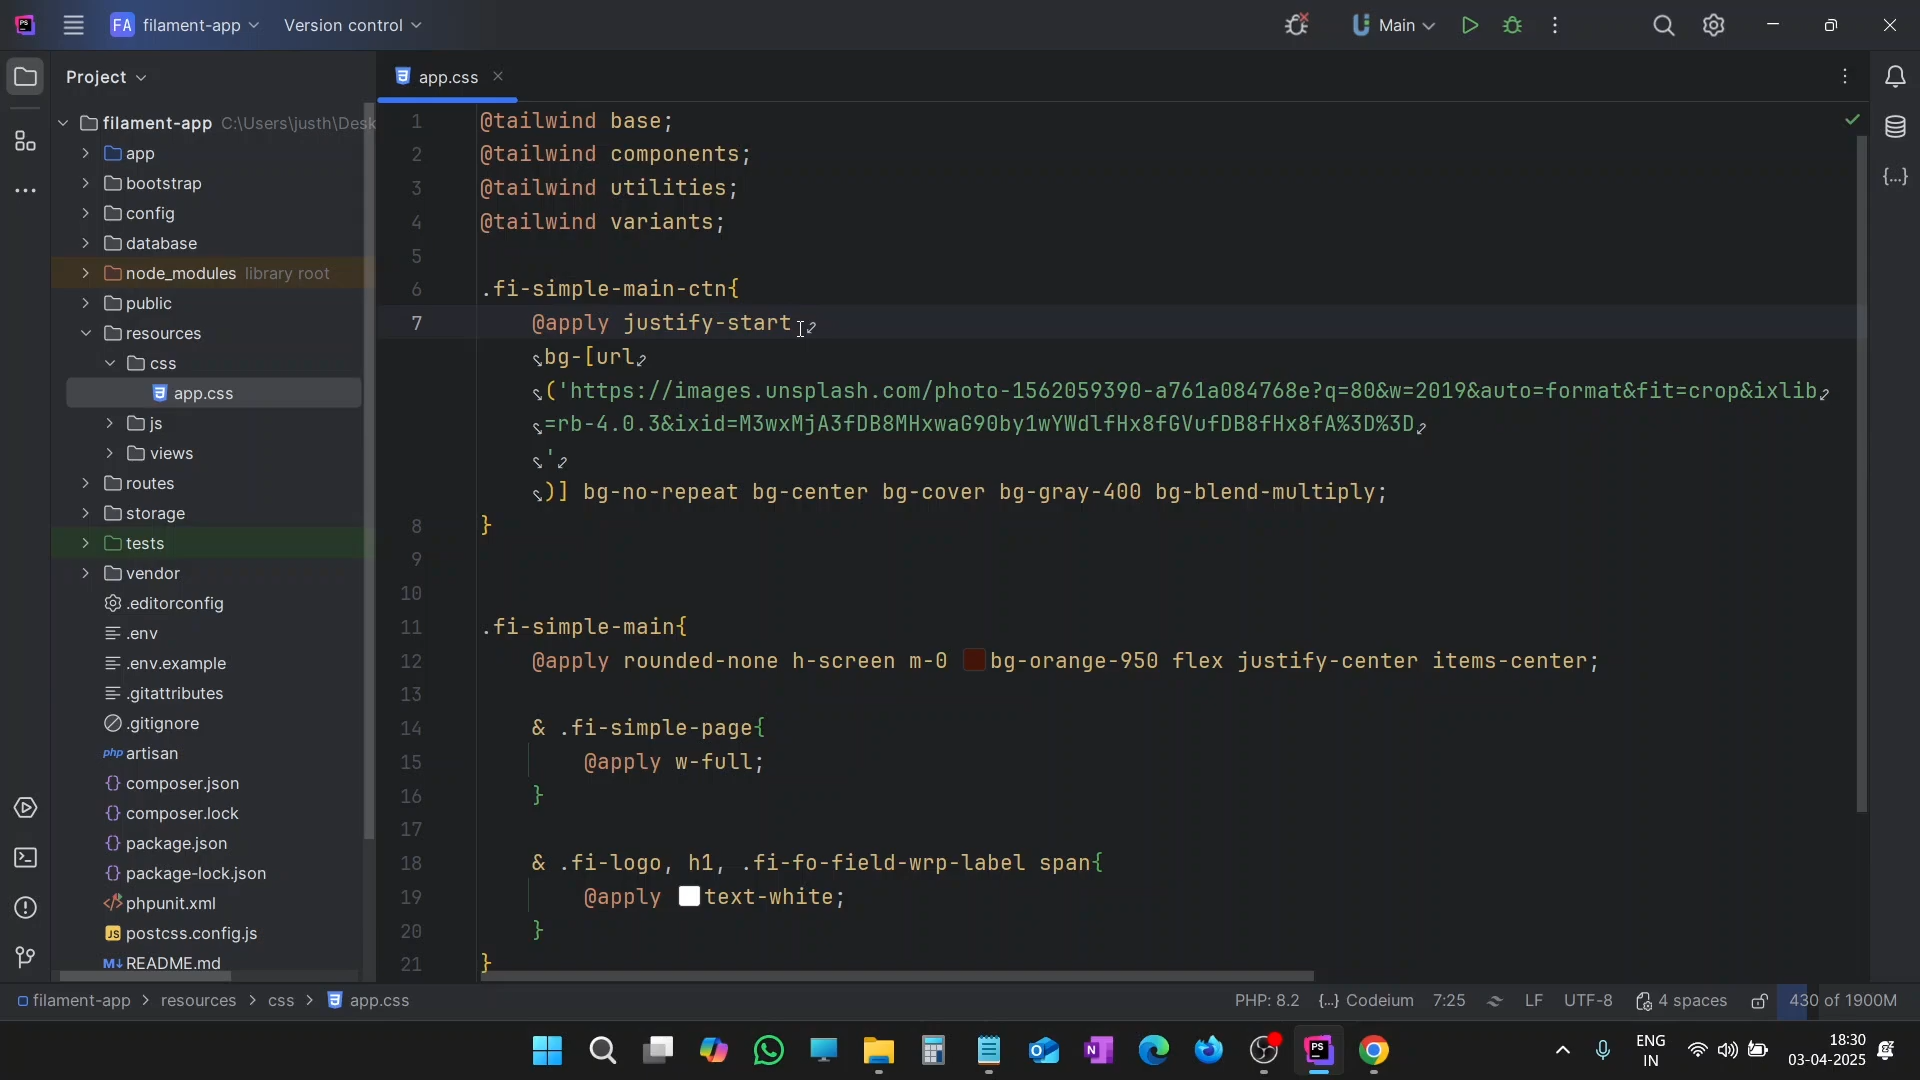 FA filament-app Version control Main
Project
app.css
filament-app C:\Users\justh\Desk
app
bootstrap
config
database
node_modules library root
public
resources
css
app.css
js
views
routes
storage
tests
vendor
.editorconfig
.env
.env.example
.gitattributes
.gitignore
php artisan
composer.json
composer.lock
package.json
package-lock.json
phpunit.xml
JS postcss.config.js
M↓ README.md
1 @tailwind base;
2 @tailwind components;
3 @tailwind utilities;
4 @tailwind variants;
5
6 .fi-simple-main-ctn{
7 @apply justify-start
bg-[url
('https://images.unsplash.com/photo-1562059390-a761a084768e?q=80&w=2019&auto=format&fit=crop&ixlib
=rb-4.0.3&ixid=M3wxMjA3fDB8MHxwaG90by1wYWdlfHx8fGVufDB8fHx8fA%3D%3D
'
)] bg-no-repeat bg-center bg-cover bg-gray-400 bg-blend-multiply;
8 }
9
10
11 .fi-simple-main{
12 @apply rounded-none h-screen m-0 bg-orange-950 flex justify-center items-center;
13
14 & .fi-simple-page{
15 @apply w-full;
16 }
17
18 & .fi-logo, h1, .fi-fo-field-wrp-label span{
19 @apply text-white;
20 }
21 }
filament-app > resources > css > app.css
PHP: 8.2 {...} Codeium 7:25 LF UTF-8 4 spaces 430 of 1900M
ENG
IN
18:30
03-04-2025